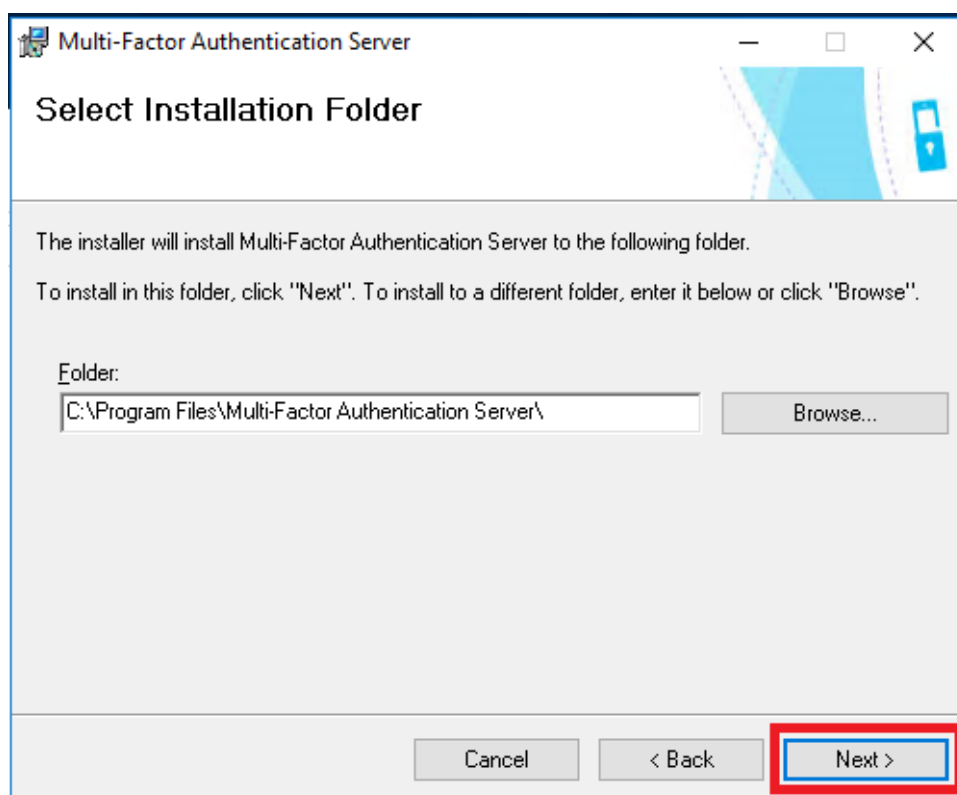 Multi-Factor Authentication Server
Select Installation Folder
The installer will install Multi-Factor Authentication Server to the following folder.
To install in this folder, click "Next". To install to a different folder, enter it below or click "Browse".
Folder:
C:\Program Files\Multi-Factor Authentication Server\
Browse...
Cancel
< Back
Next >